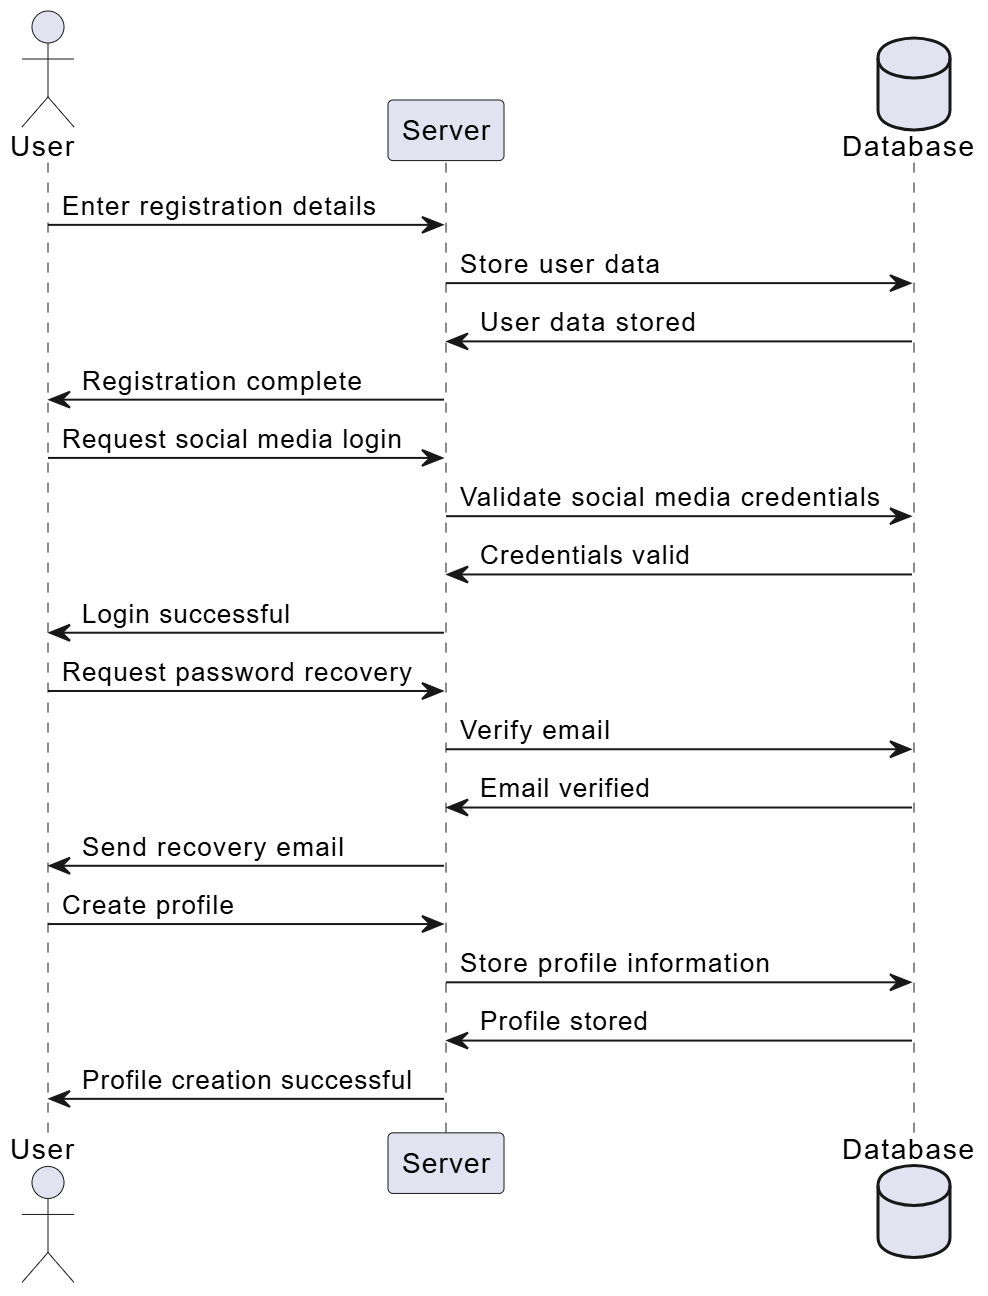 User
Server
Database
Enter registration details
Store user data
User data stored
Registration complete
Request social media login
Validate social media credentials
Credentials valid
Login successful
Request password recovery
Verify email
Email verified
Send recovery email
Create profile
Store profile information
Profile stored
Profile creation successful
User
Server
Database